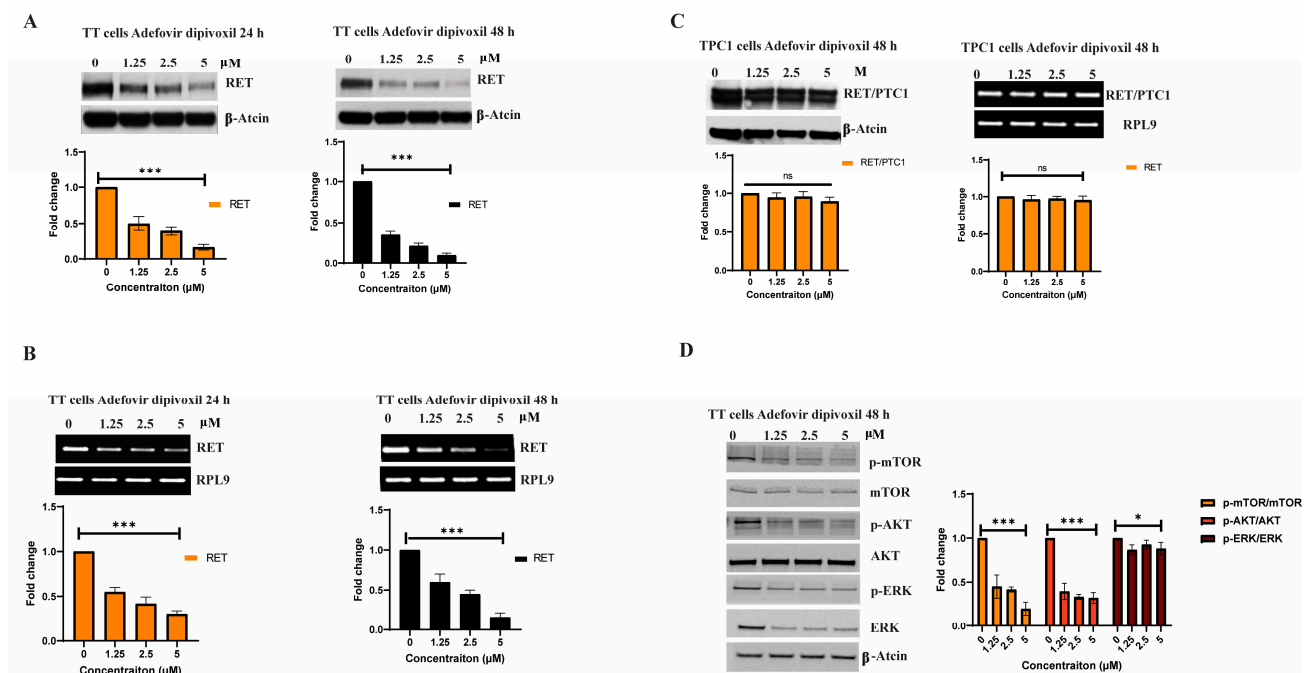 A
TT cells Adefovir dipivoxil 24 h
0 1.25 2.5 5 µM
RET
β-Atcin
1.5
1.0
0.5
0.0
Fold change
***
RET
0 1.25 2.5 5
Concentraiton (µM)
TT cells Adefovir dipivoxil 48 h
0 1.25 2.5 5 µM
RET
β-Atcin
1.5
1.0
0.5
0.0
Fold change
***
RET
0 1.25 2.5 5
Concentraiton (µM)
B
TT cells Adefovir dipivoxil 24 h
0 1.25 2.5 5 µM
RET
RPL9
1.5
1.0
0.5
0.0
Fold change
***
RET
0 1.25 2.5 5
Concentraiton (µM)
TT cells Adefovir dipivoxil 48 h
0 1.25 2.5 5 µM
RET
RPL9
1.5
1.0
0.5
0.0
Fold change
***
RET
0 1.25 2.5 5
Concentraiton (µM)
C
TPC1 cells Adefovir dipivoxil 48 h
0 1.25 2.5 5 M
RET/PTC1
β-Atcin
1.5
1.0
0.5
0.0
Fold change
ns
RET/PTC1
0 1.25 2.5 5
Concentraiton (µM)
TPC1 cells Adefovir dipivoxil 48 h
0 1.25 2.5 5
RET/PTC1
RPL9
1.5
1.0
0.5
0.0
Fold change
ns
RET
0 1.25 2.5 5
Concentraiton (µM)
D
TT cells Adefovir dipivoxil 48 h
0 1.25 2.5 5 µM
p-mTOR
mTOR
p-AKT
AKT
p-ERK
ERK
β-Atcin
1.5
1.0
0.5
0.0
Fold change
*** *** *
0 1.25 2.5 5 0 1.25 2.5 5 0 1.25 2.5 5
Concentraiton (µM)
p-mTOR/mTOR
p-AKT/AKT
p-ERK/ERK